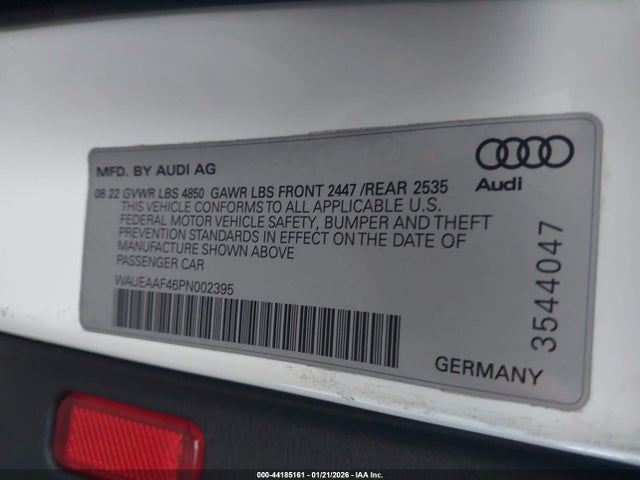 MFD. BY AUDI AG
Audi
06 22 GVWR LBS 4850 GAWR LBS FRONT 2447 /REAR 2535
THIS VEHICLE CONFORMS TO ALL APPLICABLE U.S.
FEDERAL MOTOR VEHICLE SAFETY, BUMPER AND THEFT
PREVENTION STANDARDS IN EFFECT ON THE DATE OF
MANUFACTURE SHOWN ABOVE
PASSENGER CAR
WAUEAAF46PN002395
3544047
GERMANY
000-44185161 - 01/21/2026 - IAA Inc.